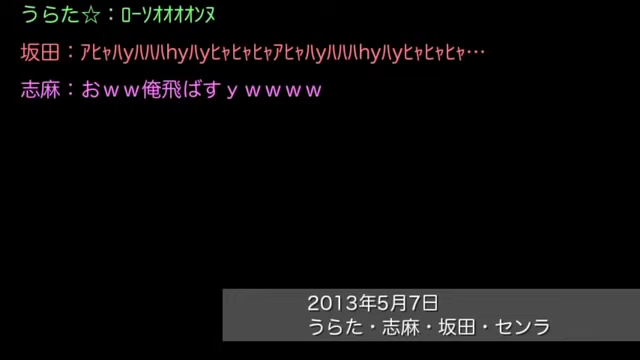 うらた☆：ﾛｰｿｵｵｵｵﾝﾇ
坂田：ｱﾋｬﾊyﾊﾊﾊhyﾊyﾋｬﾋｬﾋｬｱﾋｬﾊyﾊﾊﾊhyﾊyﾋｬﾋｬﾋｬ…
志麻：おｗｗ俺飛ばすｙｗｗｗｗ
2013年5月7日
うらた・志麻・坂田・センラ